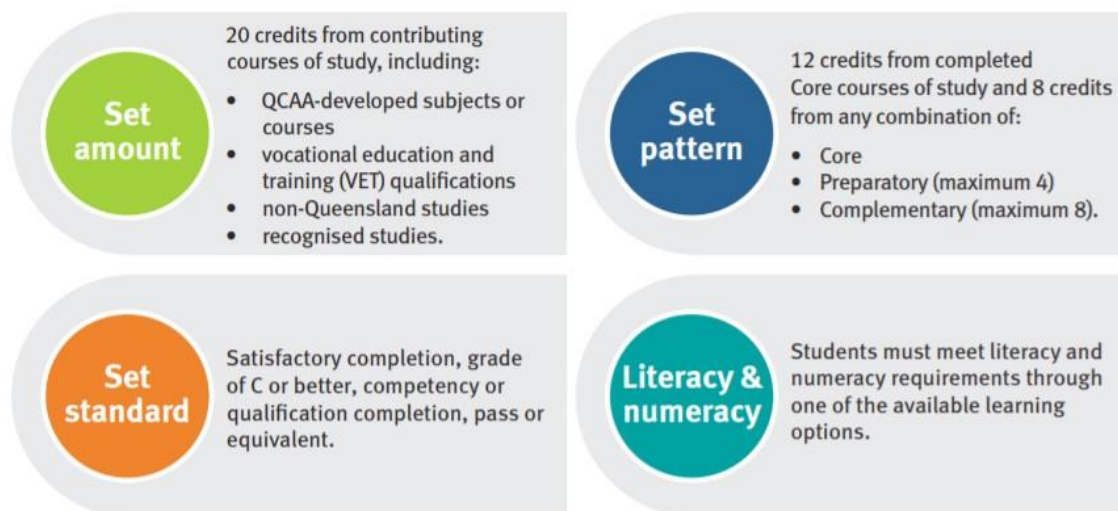 Set
amount
20 credits from contributing
courses of study, including:
• QCAA-developed subjects or
courses
• vocational education and
training (VET) qualifications
• non-Queensland studies
• recognised studies.
Set
pattern
12 credits from completed
Core courses of study and 8 credits
from any combination of:
• Core
• Preparatory (maximum 4)
• Complementary (maximum 8).
Set
standard
Satisfactory completion, grade
of C or better, competency or
qualification completion, pass or
equivalent.
Literacy &
numeracy
Students must meet literacy and
numeracy requirements through
one of the available learning
options.